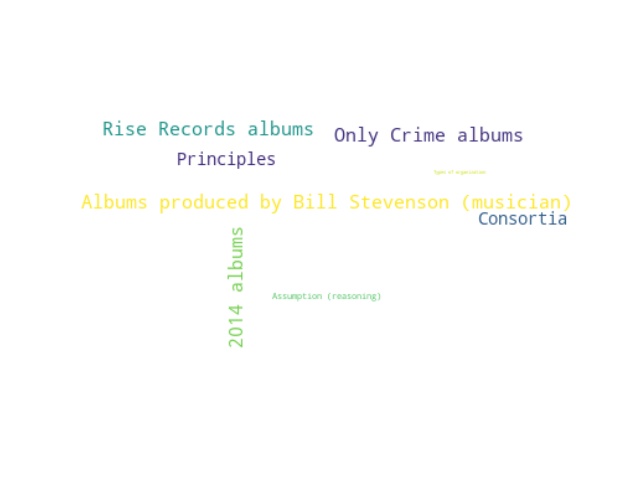 Rise Records albums
Only Crime albums
Principles
Types of organization
Albums produced by Bill Stevenson (musician)
Consortia
2014 albums
Assumption (reasoning)